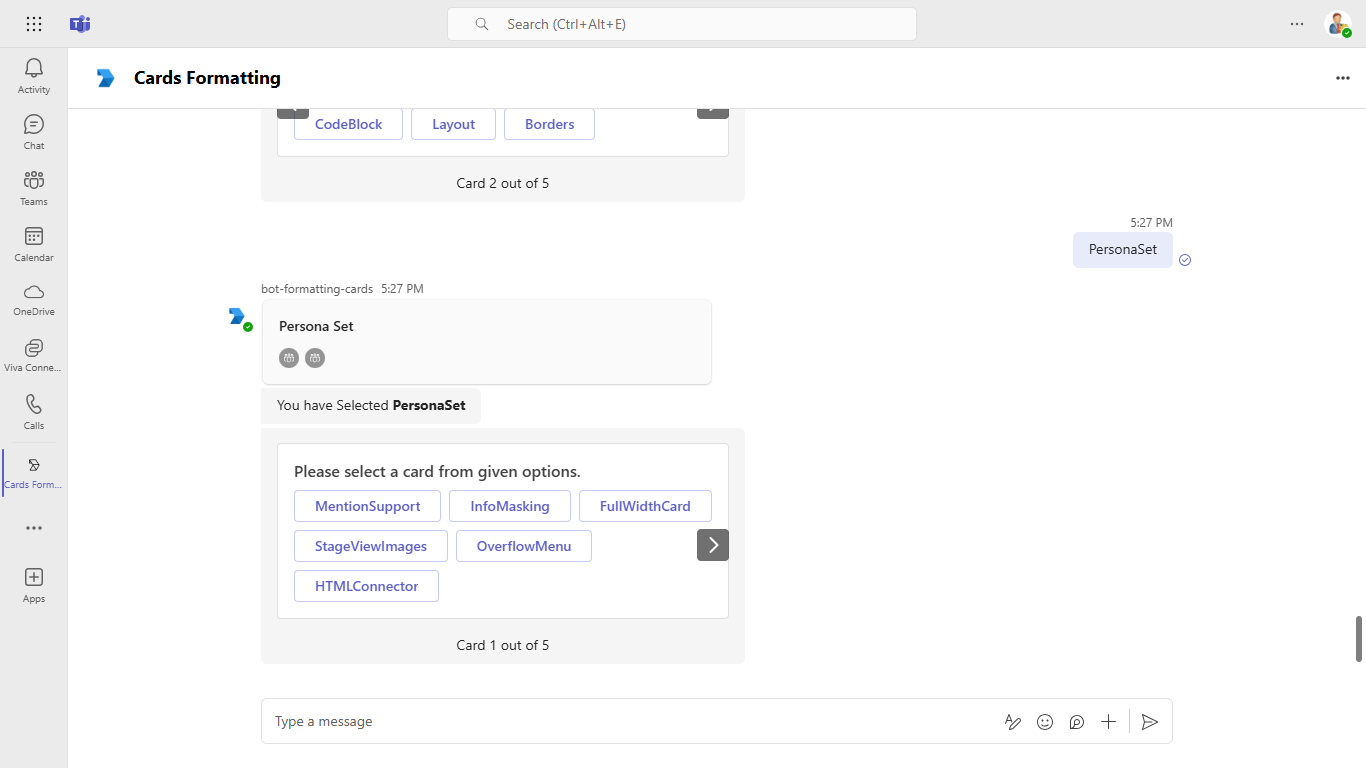 Search (Ctrl+Alt+E)
Activity
Chat
Teams
Calendar
OneDrive
Viva Conne...
Calls
Cards Form...
Apps
Cards Formatting
CodeBlock Layout Borders
Card 2 out of 5
5:27 PM
PersonaSet
bot-formatting-cards 5:27 PM
Persona Set
You have Selected PersonaSet
Please select a card from given options.
MentionSupport InfoMasking FullWidthCard
StageViewImages OverflowMenu
HTMLConnector
Card 1 out of 5
Type a message